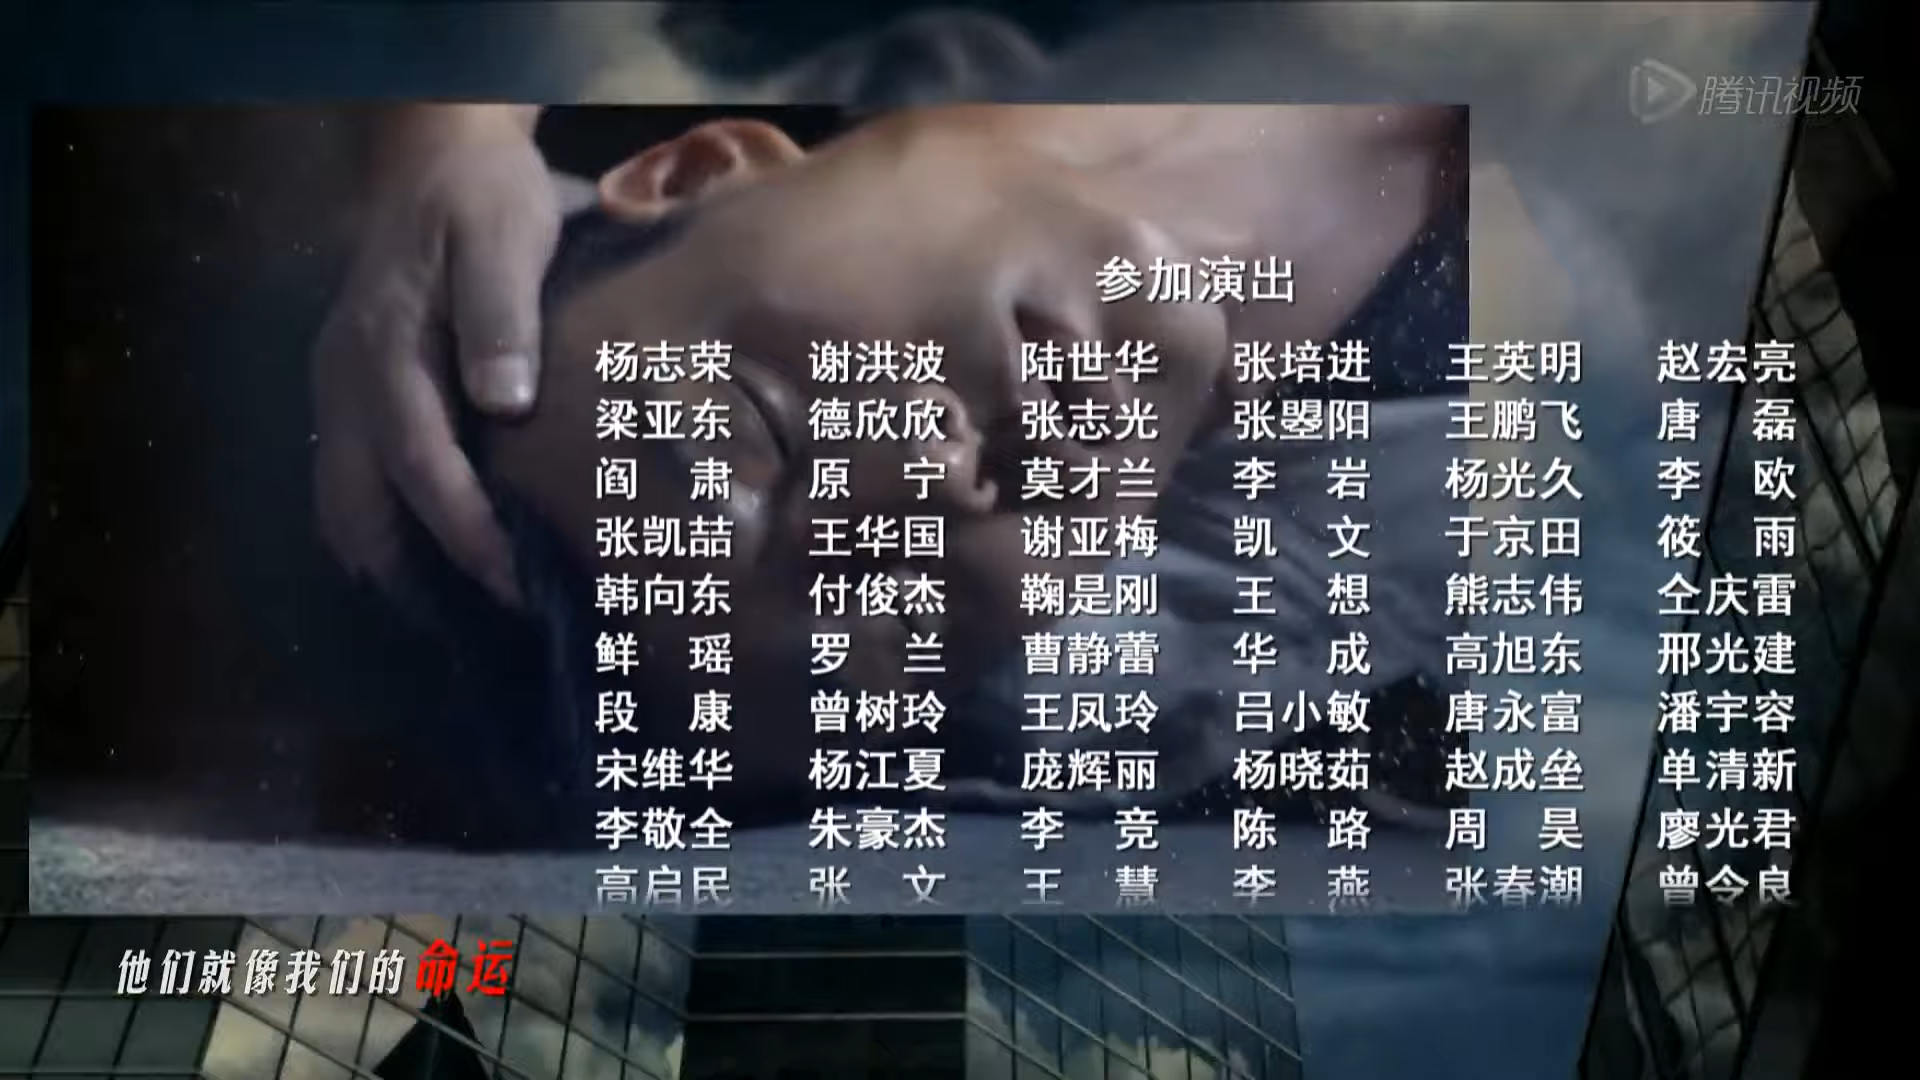 腾讯视频
参加演出
杨志荣 谢洪波 陆世华 张培进 王英明 赵宏亮
梁亚东 德欣欣 张志光 张曌阳 王鹏飞 唐磊
阎肃 原宁 莫才兰 李岩 杨光久 李欧
张凯喆 王华国 谢亚梅 凯文 于京田 筱雨
韩向东 付俊杰 鞠是刚 王想 熊志伟 仝庆雷
鲜瑶 罗兰 曹静蕾 华成 高旭东 邢光建
段康 曾树玲 王凤玲 吕小敏 唐永富 潘宇容
宋维华 杨江夏 庞辉丽 杨晓茹 赵成垒 单清新
李敬全 朱豪杰 李竞 陈路 周昊 廖光君
高启民 张文 王慧 李燕 张春潮 曾令良
他们就像我们的命运